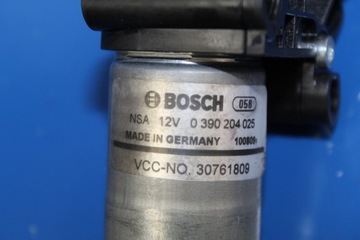 BOSCH 058
NSA 12V 0 390 204 025
MADE IN GERMANY 100809
VCC-NO. 30761809